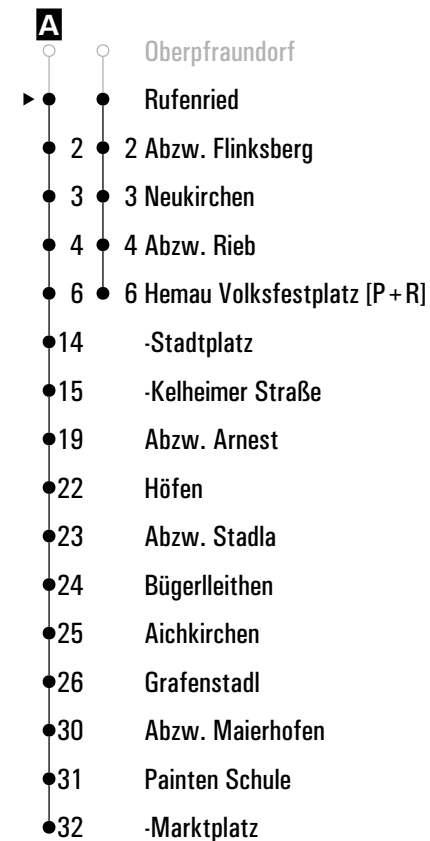 A
Oberpfraundorf
Rufenried
2 2 Abzw. Flinksberg
3 3 Neukirchen
4 4 Abzw. Rieb
6 6 Hemau Volksfestplatz [P+R]
14 -Stadtplatz
15 -Kelheimer Straße
19 Abzw. Arnest
22 Höfen
23 Abzw. Stadla
24 Bügerlleithen
25 Aichkirchen
26 Grafenstadl
30 Abzw. Maierhofen
31 Painten Schule
32 -Marktplatz